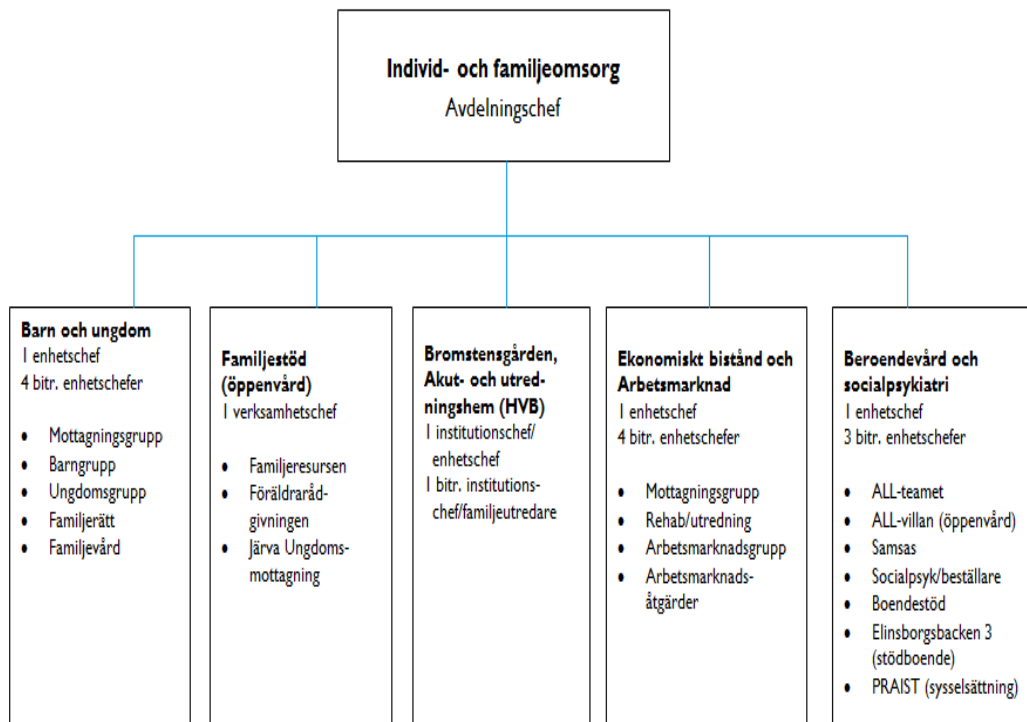 Individ- och familjeomsorg
Avdelningschef
Barn och ungdom
1 enhetschef
4 bitr. enhetschefer
• Mottagningsgrupp
• Barngrupp
• Ungdomsgrupp
• Familjerätt
• Familjevård
Familjestöd
(öppenvård)
1 verksamhetschef
• Familjeresursen
• Föräldraråd-
givningen
• Järva Ungdoms-
mottagning
Bromstensgården,
Akut- och utred-
ningshem (HVB)
1 institutionschef/
enhetschef
1 bitr. institutions-
chef/familjeutredare
Ekonomiskt bistånd och
Arbetsmarknad
1 enhetschef
4 bitr. enhetschefer
• Mottagningsgrupp
• Rehab/utredning
• Arbetsmarknadsgrupp
• Arbetsmarknads-
åtgärder
Beroendevård och
socialpsykiatri
1 enhetschef
3 bitr. enhetschefer
• ALL-teamet
• ALL-villan (öppenvård)
• Samsas
• Socialpsyk/beställare
• Boendestöd
• Elinsborgsbacken 3
(stödboende)
• PRAIST (sysselsättning)